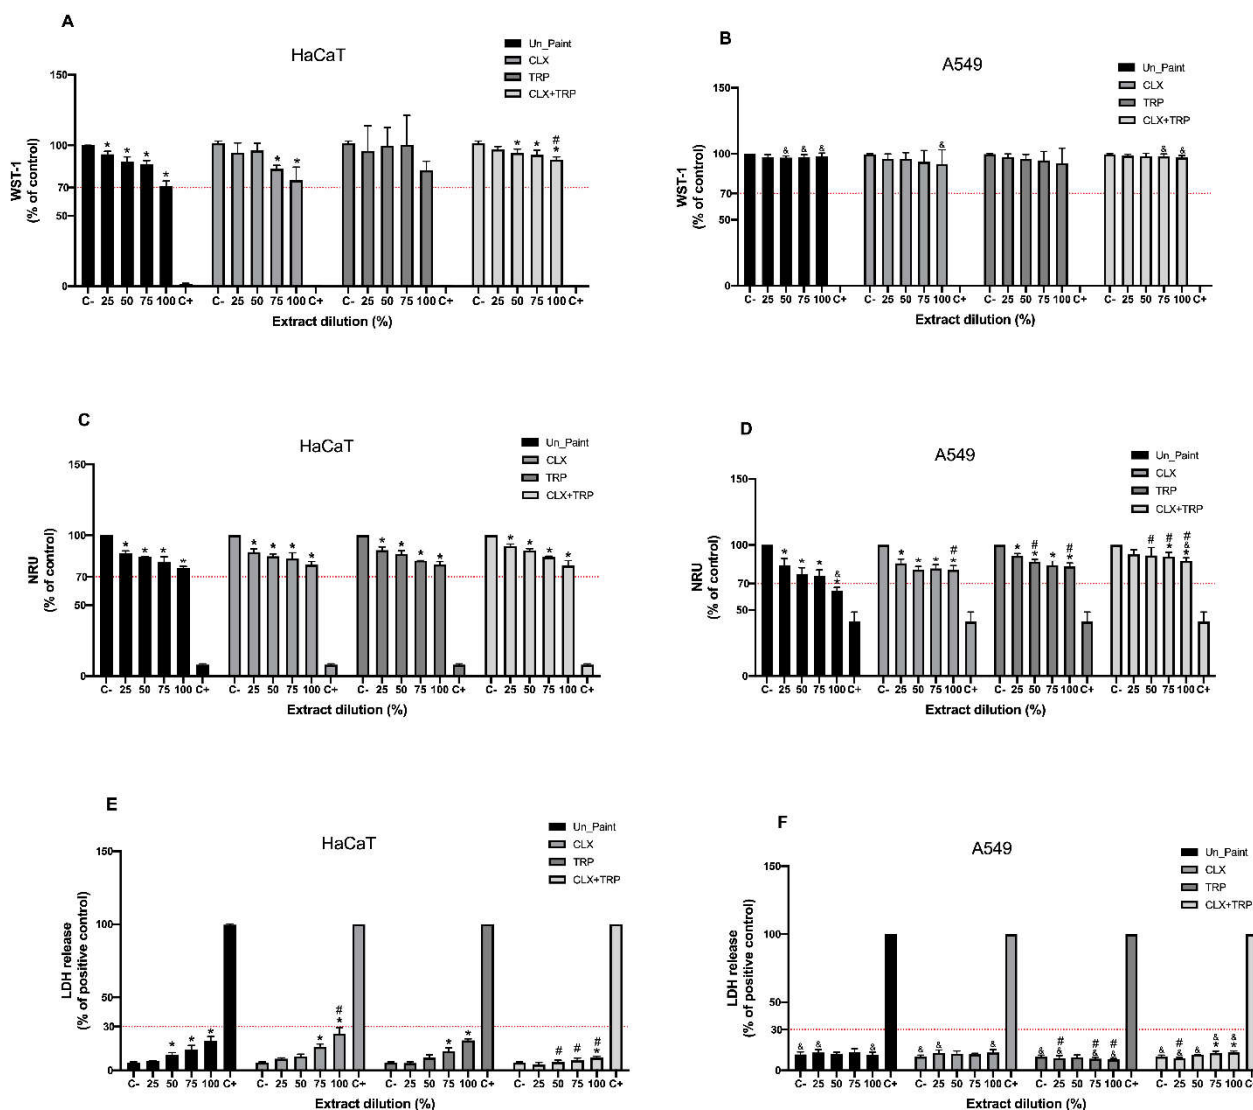 A
HaCaT
Un_Paint
CLX
TRP
CLX+TRP
WST-1
(% of control)
150
100
70
50
0
* * * *
* *
* * # *
C- 25 50 75 100 C+ C- 25 50 75 100 C+ C- 25 50 75 100 C+ C- 25 50 75 100 C+
Extract dilution (%)
B
A549
Un_Paint
CLX
TRP
CLX+TRP
WST-1
(% of control)
150
100
70
50
0
& & &
&
& &
C- 25 50 75 100 C+ C- 25 50 75 100 C+ C- 25 50 75 100 C+ C- 25 50 75 100 C+
Extract dilution (%)
C
HaCaT
Un_Paint
CLX
TRP
CLX+TRP
NRU
(% of control)
150
100
70
50
0
* * * *
* * * *
* * * *
* * * *
C- 25 50 75 100 C+ C- 25 50 75 100 C+ C- 25 50 75 100 C+ C- 25 50 75 100 C+
Extract dilution (%)
D
A549
Un_Paint
CLX
TRP
CLX+TRP
NRU
(% of control)
150
100
70
50
0
* * * & *
* * * # *
* # * * # *
# # * # & *
C- 25 50 75 100 C+ C- 25 50 75 100 C+ C- 25 50 75 100 C+ C- 25 50 75 100 C+
Extract dilution (%)
E
HaCaT
Un_Paint
CLX
TRP
CLX+TRP
LDH release
(% of positive control)
150
100
50
30
0
* * *
* # *
* *
# # # *
C- 25 50 75 100 C+ C- 25 50 75 100 C+ C- 25 50 75 100 C+ C- 25 50 75 100 C+
Extract dilution (%)
F
A549
Un_Paint
CLX
TRP
CLX+TRP
LDH release
(% of positive control)
150
100
50
30
0
& & &
& & &
& # & # & # &
& # & & & * & *
C- 25 50 75 100 C+ C- 25 50 75 100 C+ C- 25 50 75 100 C+ C- 25 50 75 100 C+
Extract dilution (%)